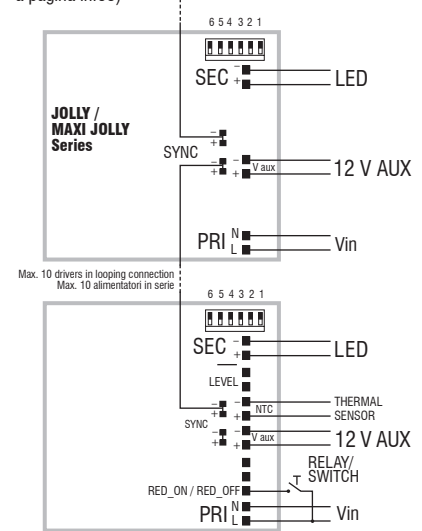 a pagina info5)
6 5 4 3 2 1
SEC - + LED
JOLLY /
MAXI JOLLY
Series
SYNC - +
- + - + V aux 12 V AUX
PRI N L Vin
Max. 10 drivers in looping connection
Max. 10 alimentatori in serie
6 5 4 3 2 1
SEC - + LED
LEVEL
- + - + NTC THERMAL
SENSOR
SYNC - + - + V aux 12 V AUX
RELAY/
SWITCH
RED_ON / RED_OFF
PRI N L Vin